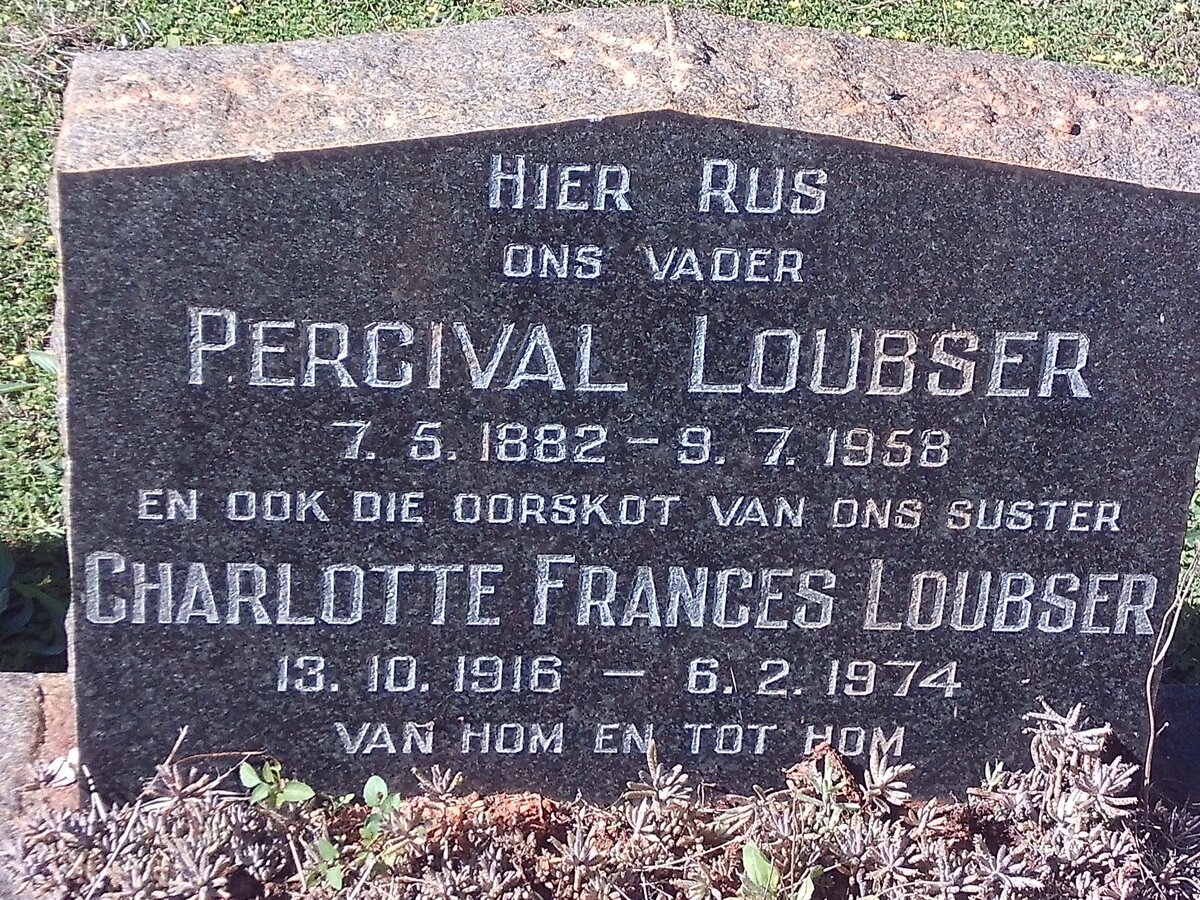 HIER RUS
ONS VADER
PERCIVAL LOUBSER
7. 5. 1882 – 9. 7. 1958
EN OOK DIE OORSKOT VAN ONS SUSTER
CHARLOTTE FRANCES LOUBSER
13. 10. 1916 – 6. 2. 1974
VAN HOM EN TOT HOM